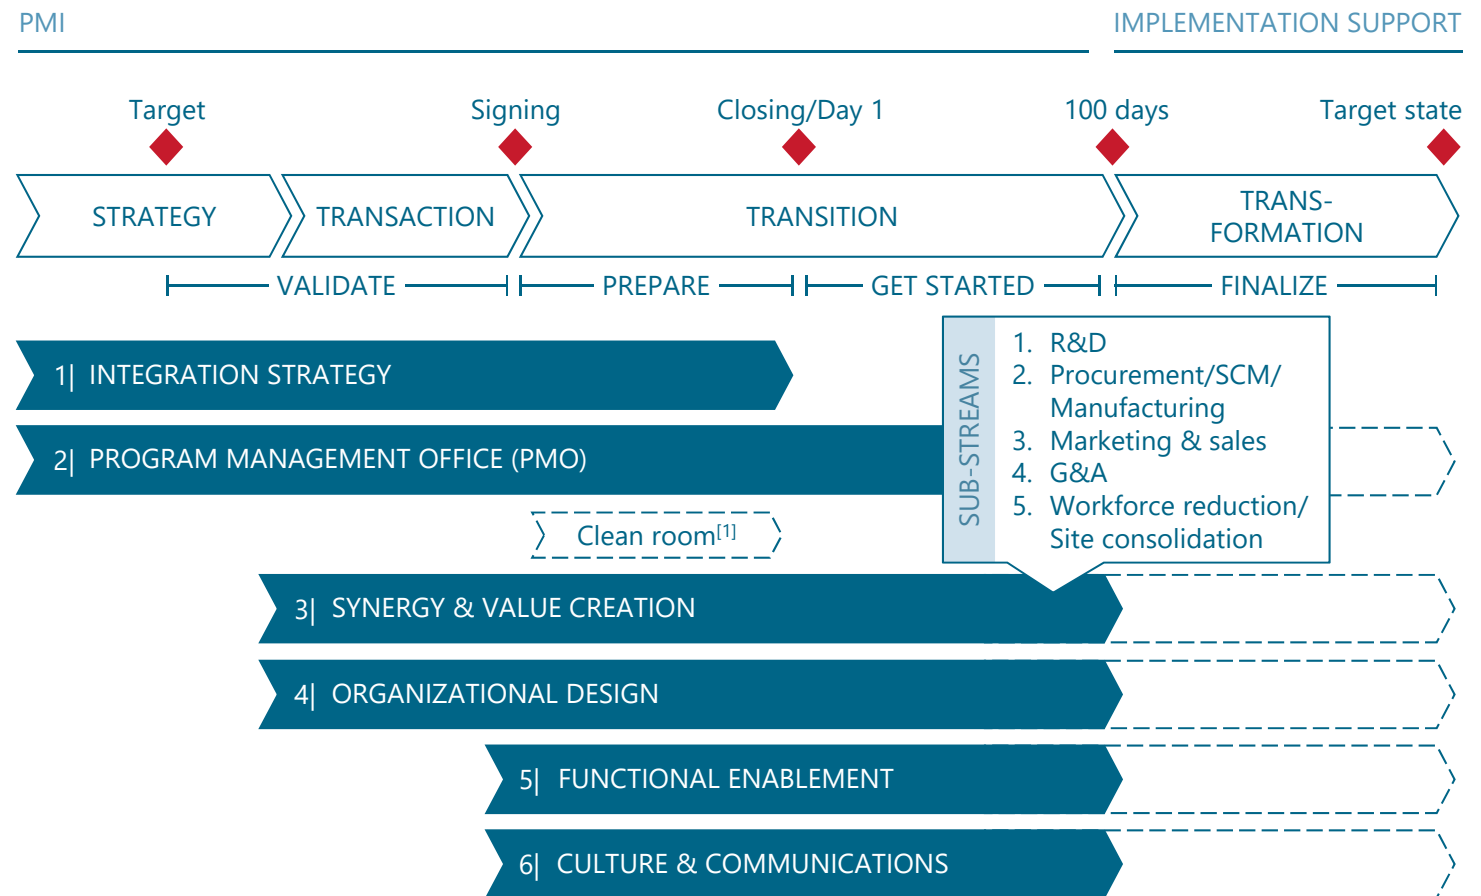 PMI
IMPLEMENTATION SUPPORT
Target
Signing
Closing/Day 1
100 days
Target state
STRATEGY
TRANSACTION
TRANSITION
TRANS-
FORMATION
VALIDATE
PREPARE
GET STARTED
FINALIZE
1| INTEGRATION STRATEGY
2| PROGRAM MANAGEMENT OFFICE (PMO)
Clean room[1]
SUB-STREAMS
1. R&D
2. Procurement/SCM/
Manufacturing
3. Marketing & sales
4. G&A
5. Workforce reduction/
Site consolidation
3| SYNERGY & VALUE CREATION
4| ORGANIZATIONAL DESIGN
5| FUNCTIONAL ENABLEMENT
6| CULTURE & COMMUNICATIONS